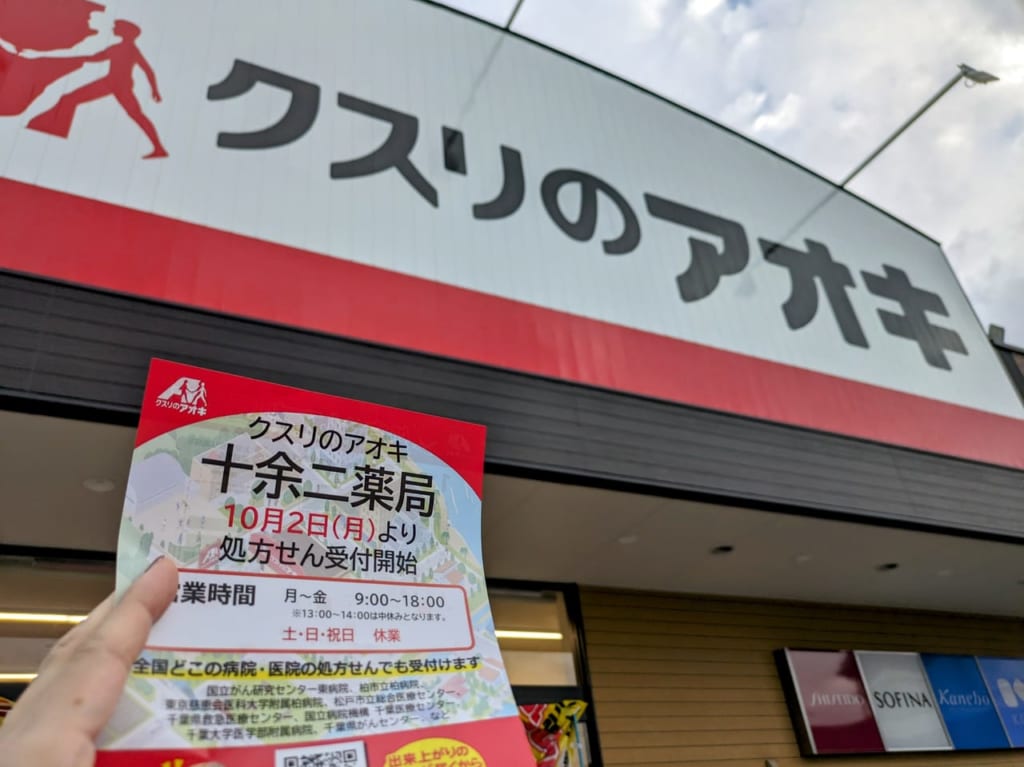 クスリのアオキ
クスリのアオキ
クスリのアオキ
十余二薬局
10月2日(月)より
処方せん受付開始
営業時間 月～金 9:00～18:00
※13:00～14:00は中休みとなります。
土・日・祝日 休業
全国どこの病院・医院の処方せんでも受付けます
国立がん研究センター東病院、柏市立柏病院、
東京慈恵会医科大学附属柏病院、松戸市立総合医療センター、
千葉県救急医療センター、国立病院機構 千葉医療センター、
千葉大学医学部附属病院、千葉県がんセンター、など
出来上がりの
SHISEIDO
SOFINA
Kanebo